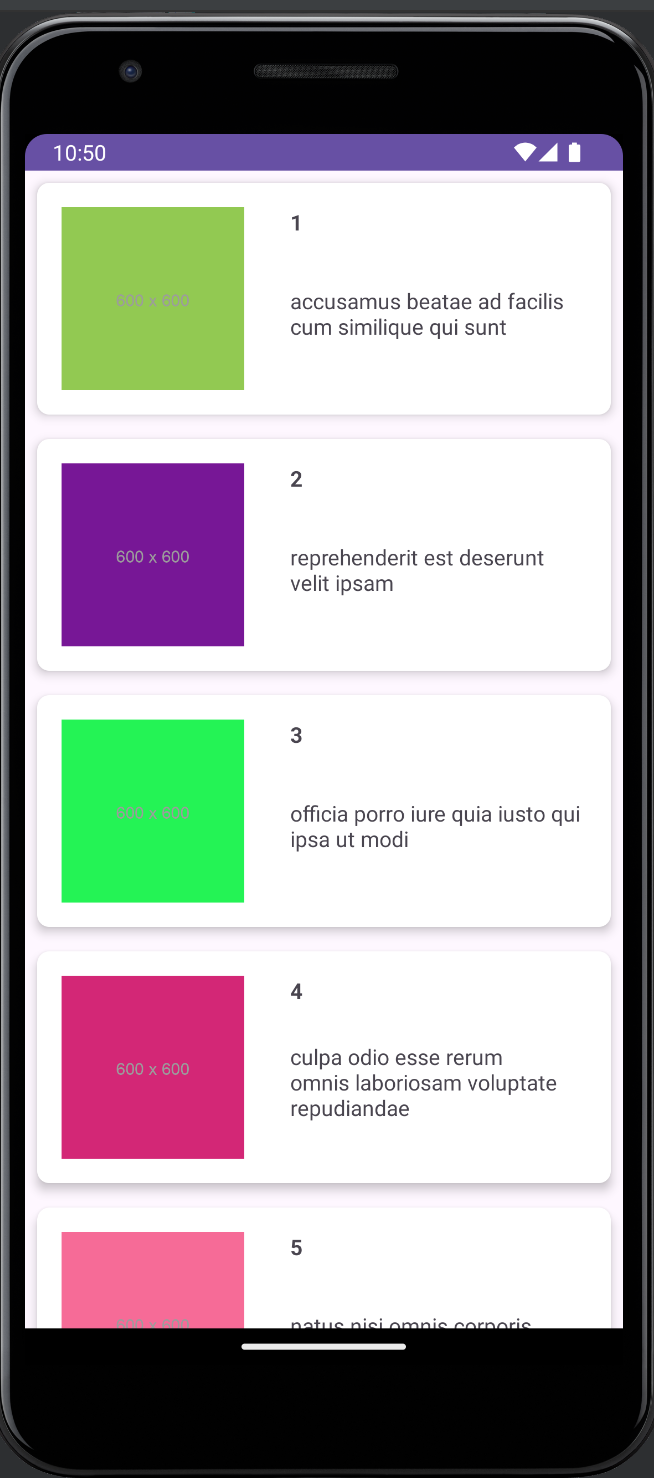 10:50
1
600 x 600
accusamus beatae ad facilis
cum similique qui sunt
2
600 x 600
reprehenderit est deserunt
velit ipsam
3
600 x 600
officia porro iure quia iusto qui
ipsa ut modi
4
600 x 600
culpa odio esse rerum
omnis laboriosam voluptate
repudiandae
5
600 x 600
natus nisi omnis corporis